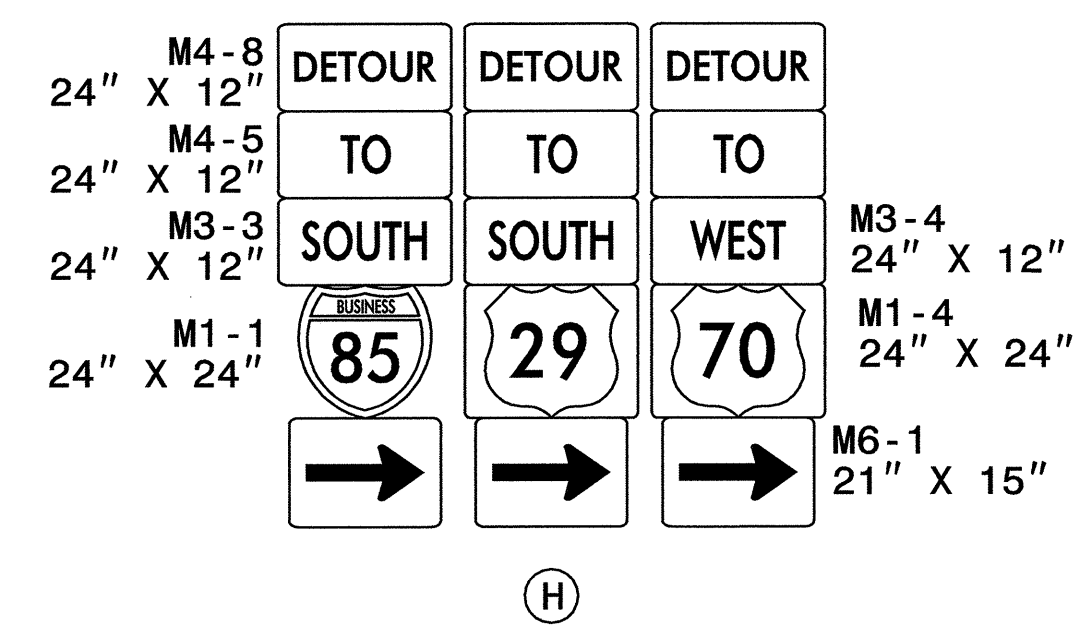 M4-8
24" X 12"
DETOUR DETOUR DETOUR
M4-5
24" X 12"
TO TO TO
M3-3
24" X 12"
SOUTH SOUTH WEST
M3-4
24" X 12"
M1-1
24" X 24"
BUSINESS
85 29 70
M1-4
24" X 24"
M6-1
21" X 15"
H